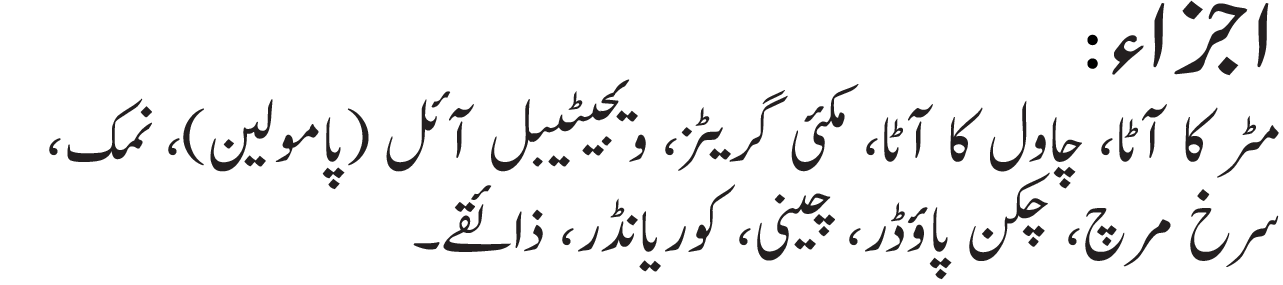 اجزاء:
مٹر کا آٹا، چاول کا آٹا، مکئی گریٹز، ویجیٹیبل آئل (پامولین)، نمک،
سرخ مرچ، چکن پاؤڈر، چینی، کوریانڈر، ذائقے۔